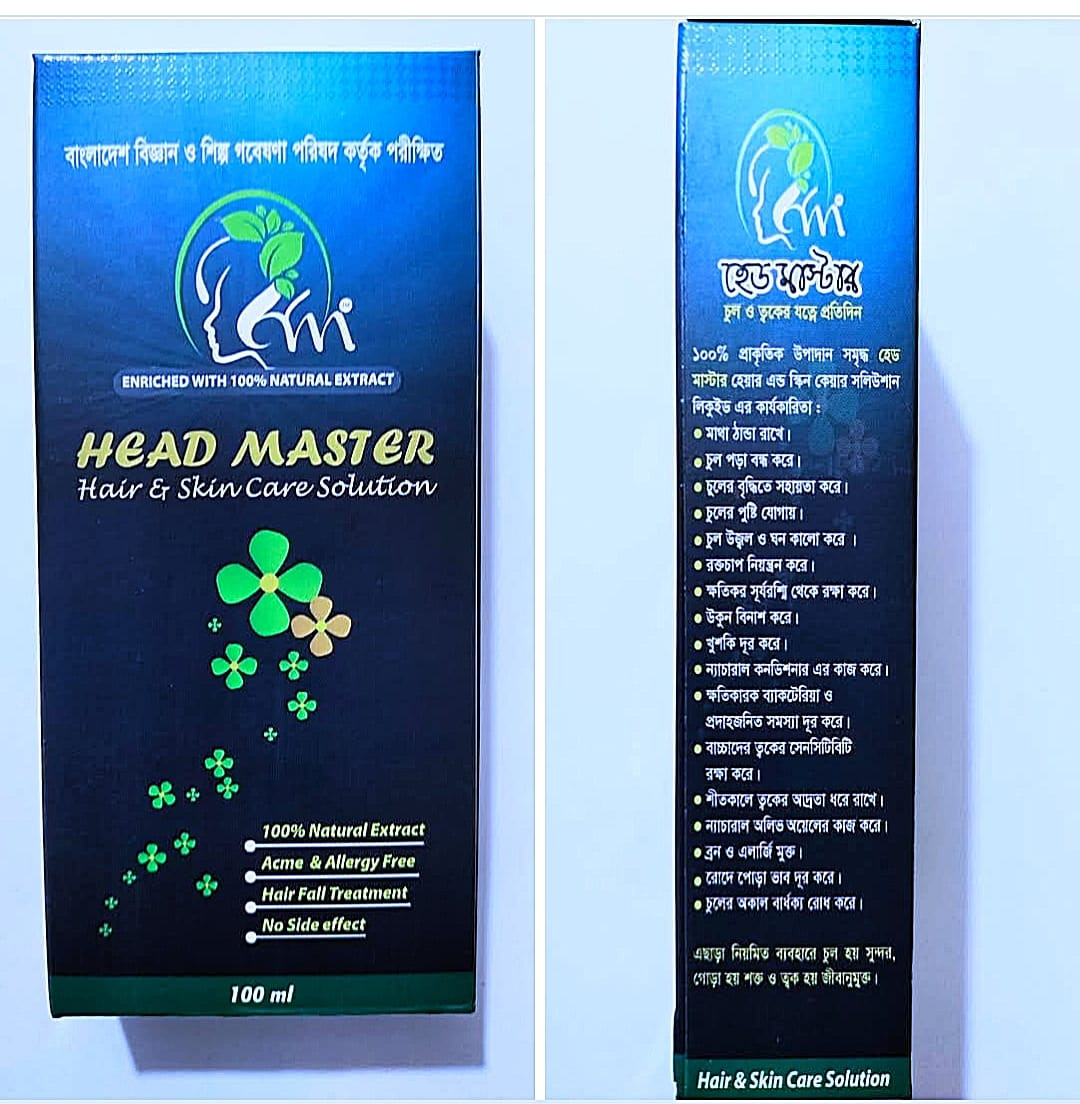 বাংলাদেশ বিজ্ঞান ও শিল্প গবেষণা পরিষদ কর্তৃক পরীক্ষিত
TM
ENRICHED WITH 100% NATURAL EXTRACT
HEAD MASTER
Hair & Skin Care Solution
100% Natural Extract
Acme & Allergy Free
Hair Fall Treatment
No Side effect
100 ml
হেড মাস্টার
চুল ও ত্বকের যত্নে প্রতিদিন
১০০% প্রাকৃতিক উপাদান সমৃদ্ধ হেড
মাস্টার হেয়ার এন্ড স্কিন কেয়ার সলিউশান
লিকুইড এর কার্যকারিতা :
মাথা ঠান্ডা রাখে।
চুল পড়া বন্ধ করে।
চুলের বৃদ্ধিতে সহায়তা করে।
চুলের পুষ্টি যোগায়।
চুল উজ্বল ও ঘন কালো করে ।
রক্তচাপ নিয়ন্ত্রন করে।
ক্ষতিকর সূর্যরশ্মি থেকে রক্ষা করে।
উকুন বিনাশ করে।
খুশকি দূর করে।
ন্যাচারাল কনডিশনার এর কাজ করে।
ক্ষতিকারক ব্যাকটেরিয়া ও
প্রদাহজনিত সমস্যা দূর করে।
বাচ্চাদের ত্বকের সেনসিটিবিটি
রক্ষা করে।
শীতকালে ত্বকের অদ্রতা ধরে রাখে।
ন্যাচারাল অলিভ অয়েলের কাজ করে।
ব্রন ও এলার্জি মুক্ত।
রোদে পোড়া ভাব দূর করে।
চুলের অকাল বার্ধক্য রোধ করে।
এছাড়া নিয়মিত ব্যবহারে চুল হয় সুন্দর,
গোড়া হয় শক্ত ও ত্বক হয় জীবানুমুক্ত।
Hair & Skin Care Solution